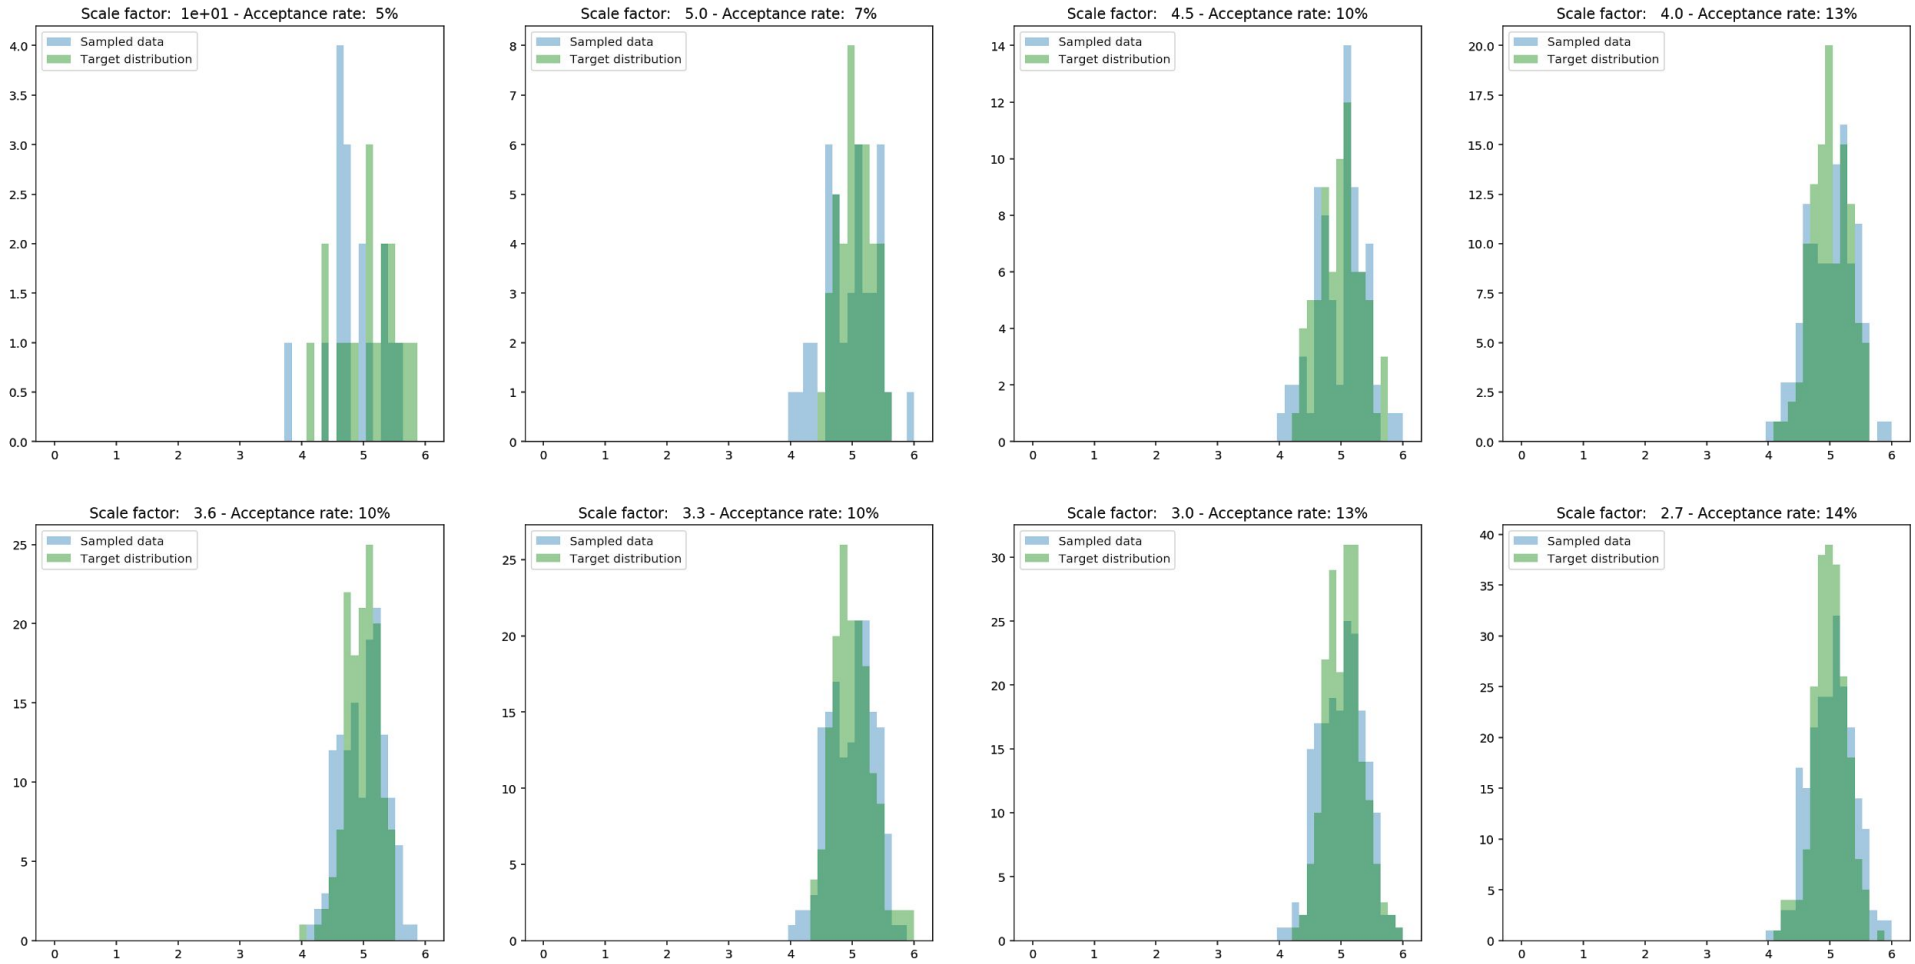 Scale factor: 1e+01 - Acceptance rate: 5%
Sampled data
Target distribution
4.0
3.5
3.0
2.5
2.0
1.5
1.0
0.5
0.0
0 1 2 3 4 5 6
Scale factor: 5.0 - Acceptance rate: 7%
Sampled data
Target distribution
8
7
6
5
4
3
2
1
0
0 1 2 3 4 5 6
Scale factor: 4.5 - Acceptance rate: 10%
Sampled data
Target distribution
14
12
10
8
6
4
2
0
0 1 2 3 4 5 6
Scale factor: 4.0 - Acceptance rate: 13%
Sampled data
Target distribution
20.0
17.5
15.0
12.5
10.0
7.5
5.0
2.5
0.0
0 1 2 3 4 5 6
Scale factor: 3.6 - Acceptance rate: 10%
Sampled data
Target distribution
25
20
15
10
5
0
0 1 2 3 4 5 6
Scale factor: 3.3 - Acceptance rate: 10%
Sampled data
Target distribution
25
20
15
10
5
0
0 1 2 3 4 5 6
Scale factor: 3.0 - Acceptance rate: 13%
Sampled data
Target distribution
30
25
20
15
10
5
0
0 1 2 3 4 5 6
Scale factor: 2.7 - Acceptance rate: 14%
Sampled data
Target distribution
40
35
30
25
20
15
10
5
0
0 1 2 3 4 5 6